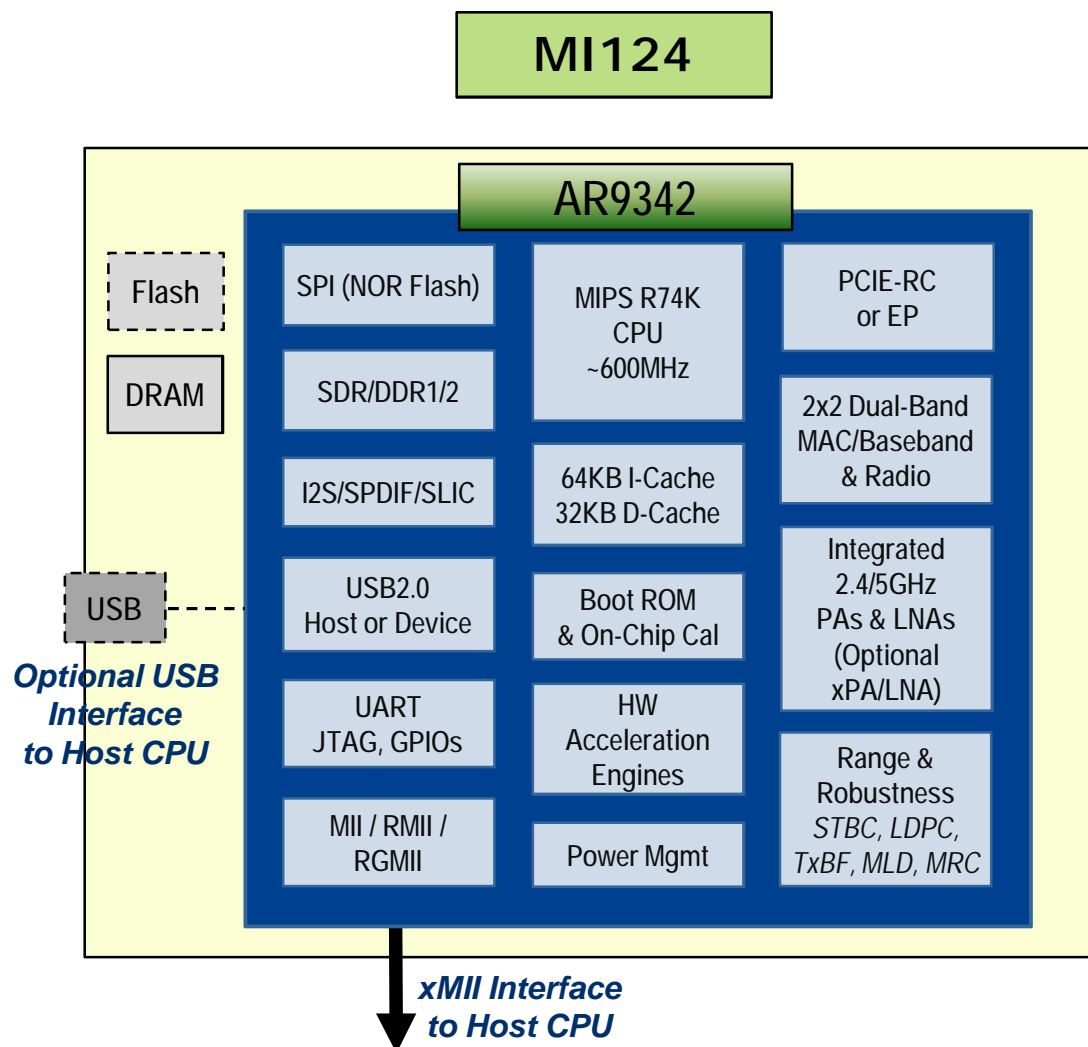 MI124
AR9342
Flash
DRAM
USB
Optional USB
Interface
to Host CPU
SPI (NOR Flash)
SDR/DDR1/2
I2S/SPDIF/SLIC
USB2.0
Host or Device
UART
JTAG, GPIOs
MII / RMII /
RGMII
MIPS R74K
CPU
~600MHz
64KB I-Cache
32KB D-Cache
Boot ROM
& On-Chip Cal
HW
Acceleration
Engines
Power Mgmt
PCIE-RC
or EP
2x2 Dual-Band
MAC/Baseband
& Radio
Integrated
2.4/5GHz
PAs & LNAs
(Optional
xPA/LNA)
Range &
Robustness
STBC, LDPC,
TxBF, MLD, MRC
xMII Interface
to Host CPU